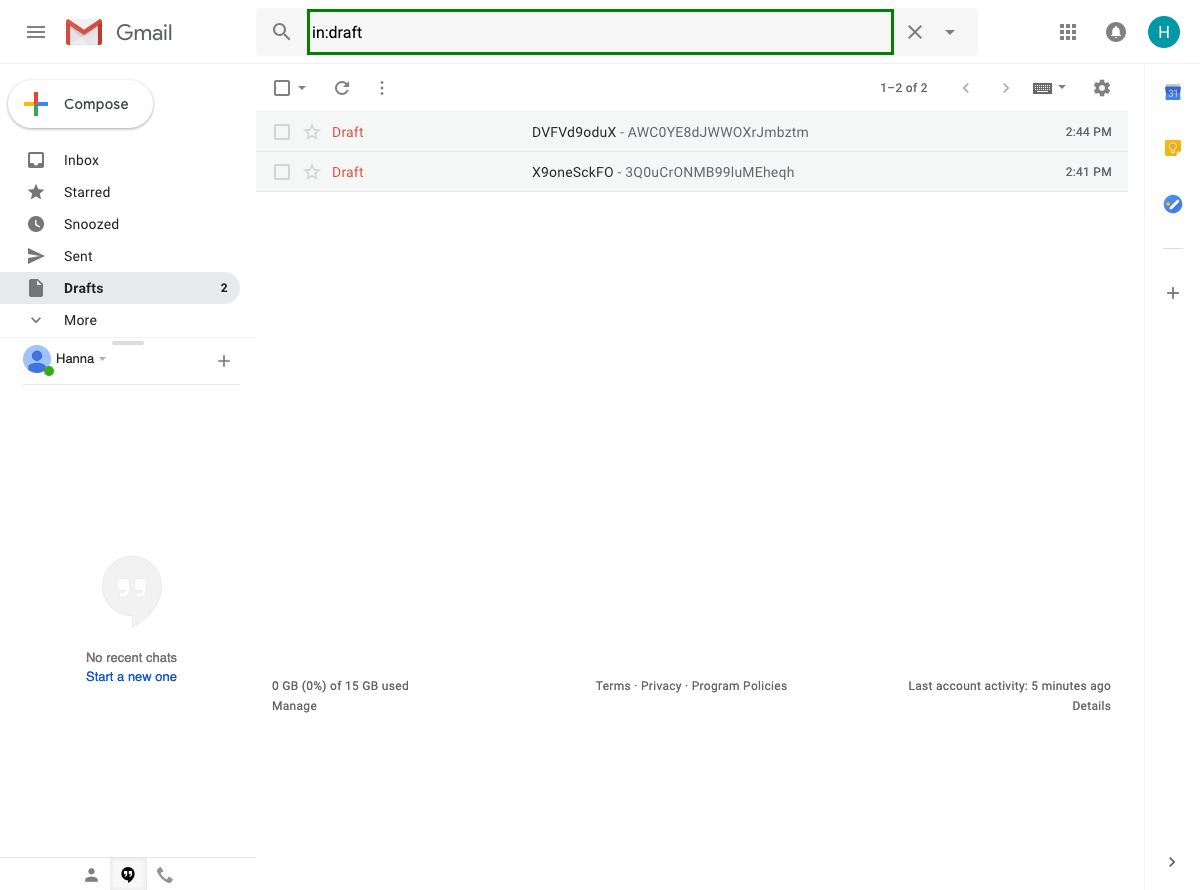 Gmail
in:draft
H
Compose
1–2 of 2
31
Draft DVFVd9oduX - AWC0YE8dJWWOXrJmbztm 2:44 PM
Draft X9oneSckFO - 3Q0uCrONMB99luMEheqh 2:41 PM
Inbox
Starred
Snoozed
Sent
Drafts 2
More
Hanna
No recent chats
Start a new one
0 GB (0%) of 15 GB used
Manage
Terms · Privacy · Program Policies
Last account activity: 5 minutes ago
Details